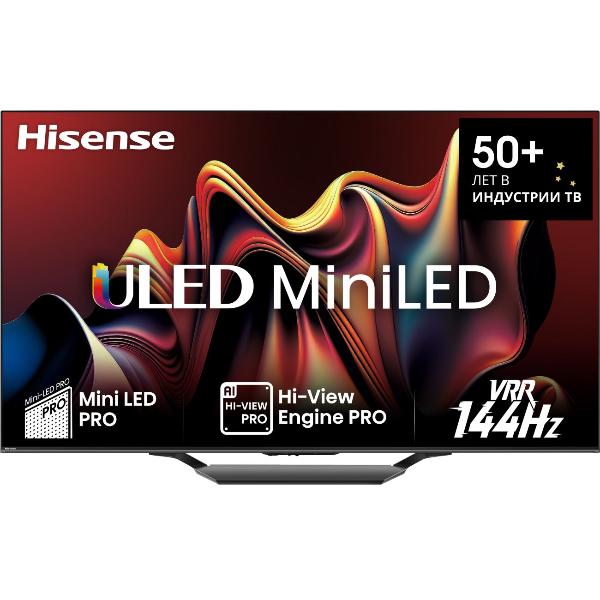 Hisense
50+
ЛЕТ В
ИНДУСТРИИ ТВ
ULED MiniLED
Mini-LED PRO
PRO
Mini LED
PRO
AI
HI-VIEW
PRO
Hi-View
Engine PRO
VRR
144Hz